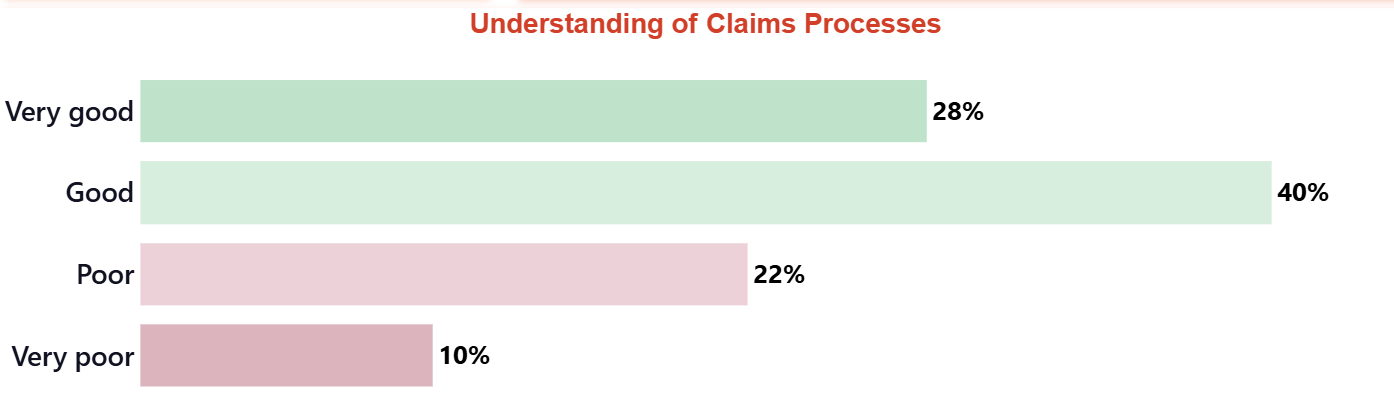 Understanding of Claims Processes
Very good 28%
Good 40%
Poor 22%
Very poor 10%